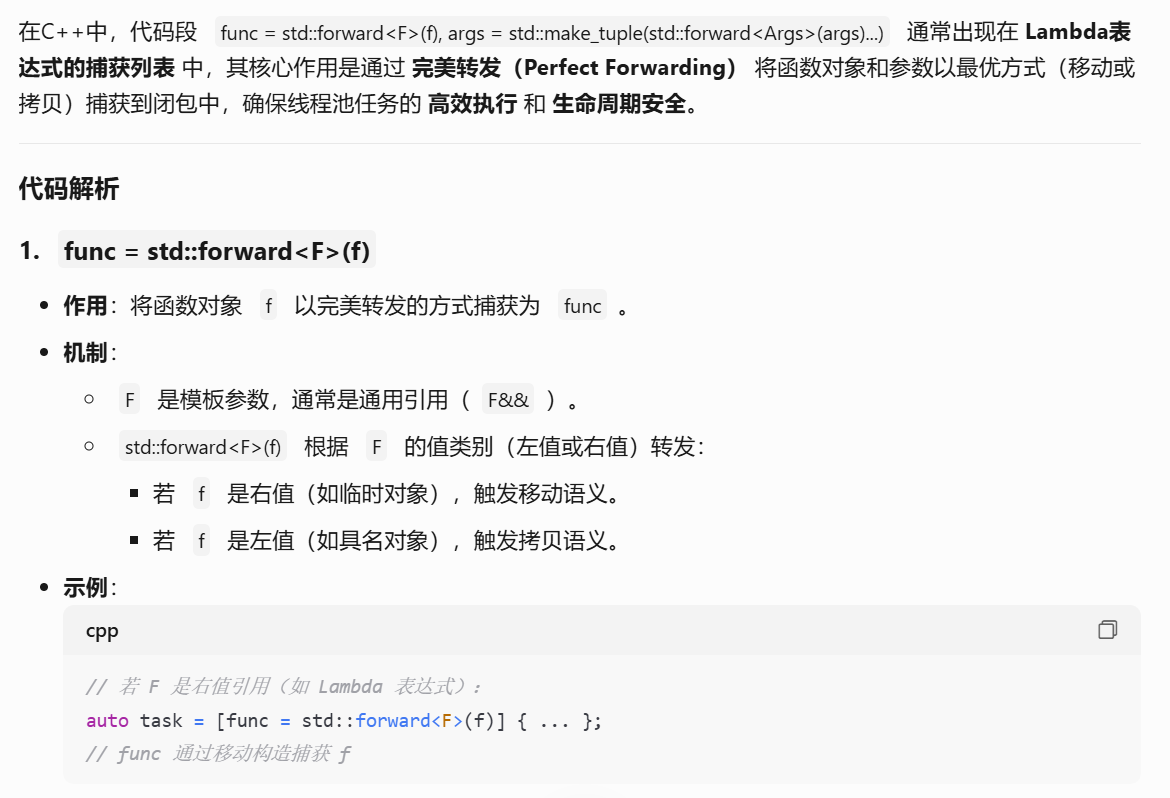 在C++中，代码段 func = std::forward<F>(f), args = std::make_tuple(std::forward<Args>(args)...) 通常出现在 Lambda表
达式的捕获列表 中，其核心作用是通过 完美转发（Perfect Forwarding） 将函数对象和参数以最优方式（移动或
拷贝）捕获到闭包中，确保线程池任务的 高效执行 和 生命周期安全。
代码解析
1. func = std::forward<F>(f)
• 作用：将函数对象 f 以完美转发的方式捕获为 func 。
• 机制：
○ F 是模板参数，通常是通用引用（ F&& ）。
○ std::forward<F>(f) 根据 F 的值类别（左值或右值）转发：
▪ 若 f 是右值（如临时对象），触发移动语义。
▪ 若 f 是左值（如具名对象），触发拷贝语义。
• 示例：
cpp
// 若 F 是右值引用（如 Lambda 表达式）：
auto task = [func = std::forward<F>(f)] { ... };
// func 通过移动构造捕获 f